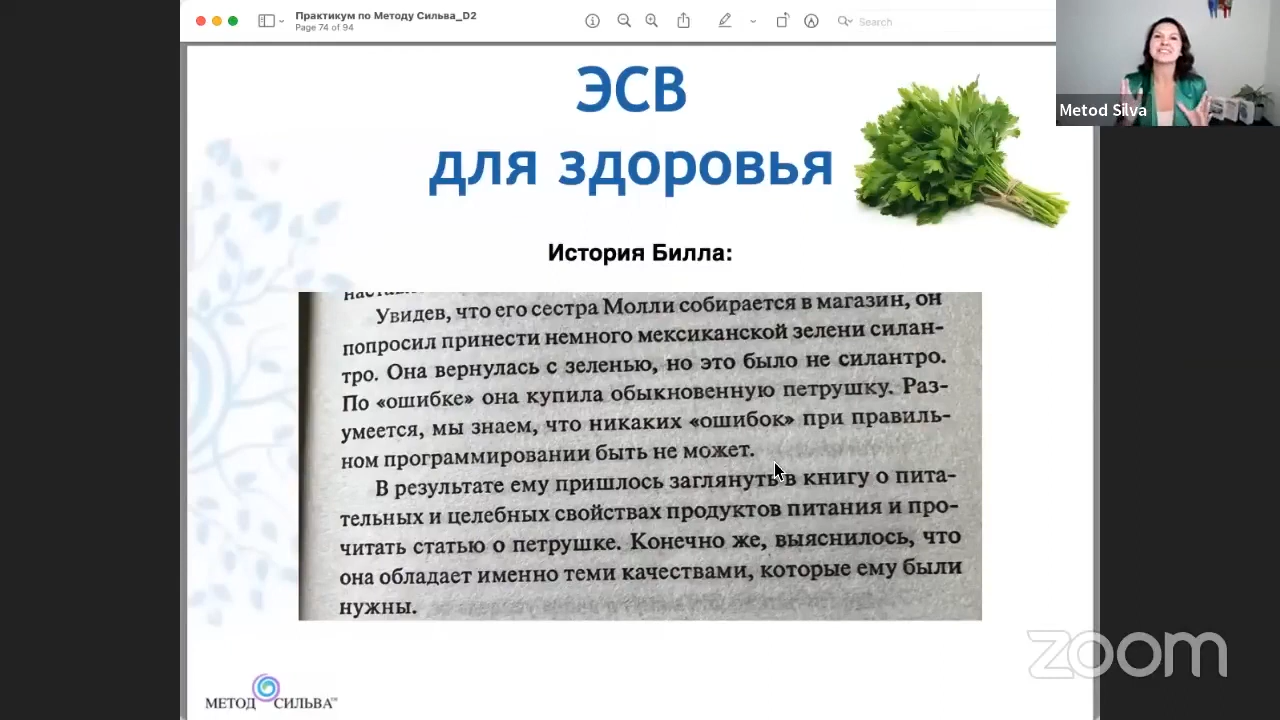 Практикум по Методу Сильва_D2
Page 74 of 94
Search
Metod Silva
ЭСВ
для здоровья
История Билла:
Увидев, что его сестра Молли собирается в магазин, он
попросил принести немного мексиканской зелени силан-
тро. Она вернулась с зеленью, но это было не силантро.
По «ошибке» она купила обыкновенную петрушку. Раз-
умеется, мы знаем, что никаких «ошибок» при правиль-
ном программировании быть не может.
В результате ему пришлось заглянуть в книгу о пита-
тельных и целебных свойствах продуктов питания и про-
читать статью о петрушке. Конечно же, выяснилось, что
она обладает именно теми качествами, которые ему были
нужны.
zoom
МЕТОД СИЛЬВА™